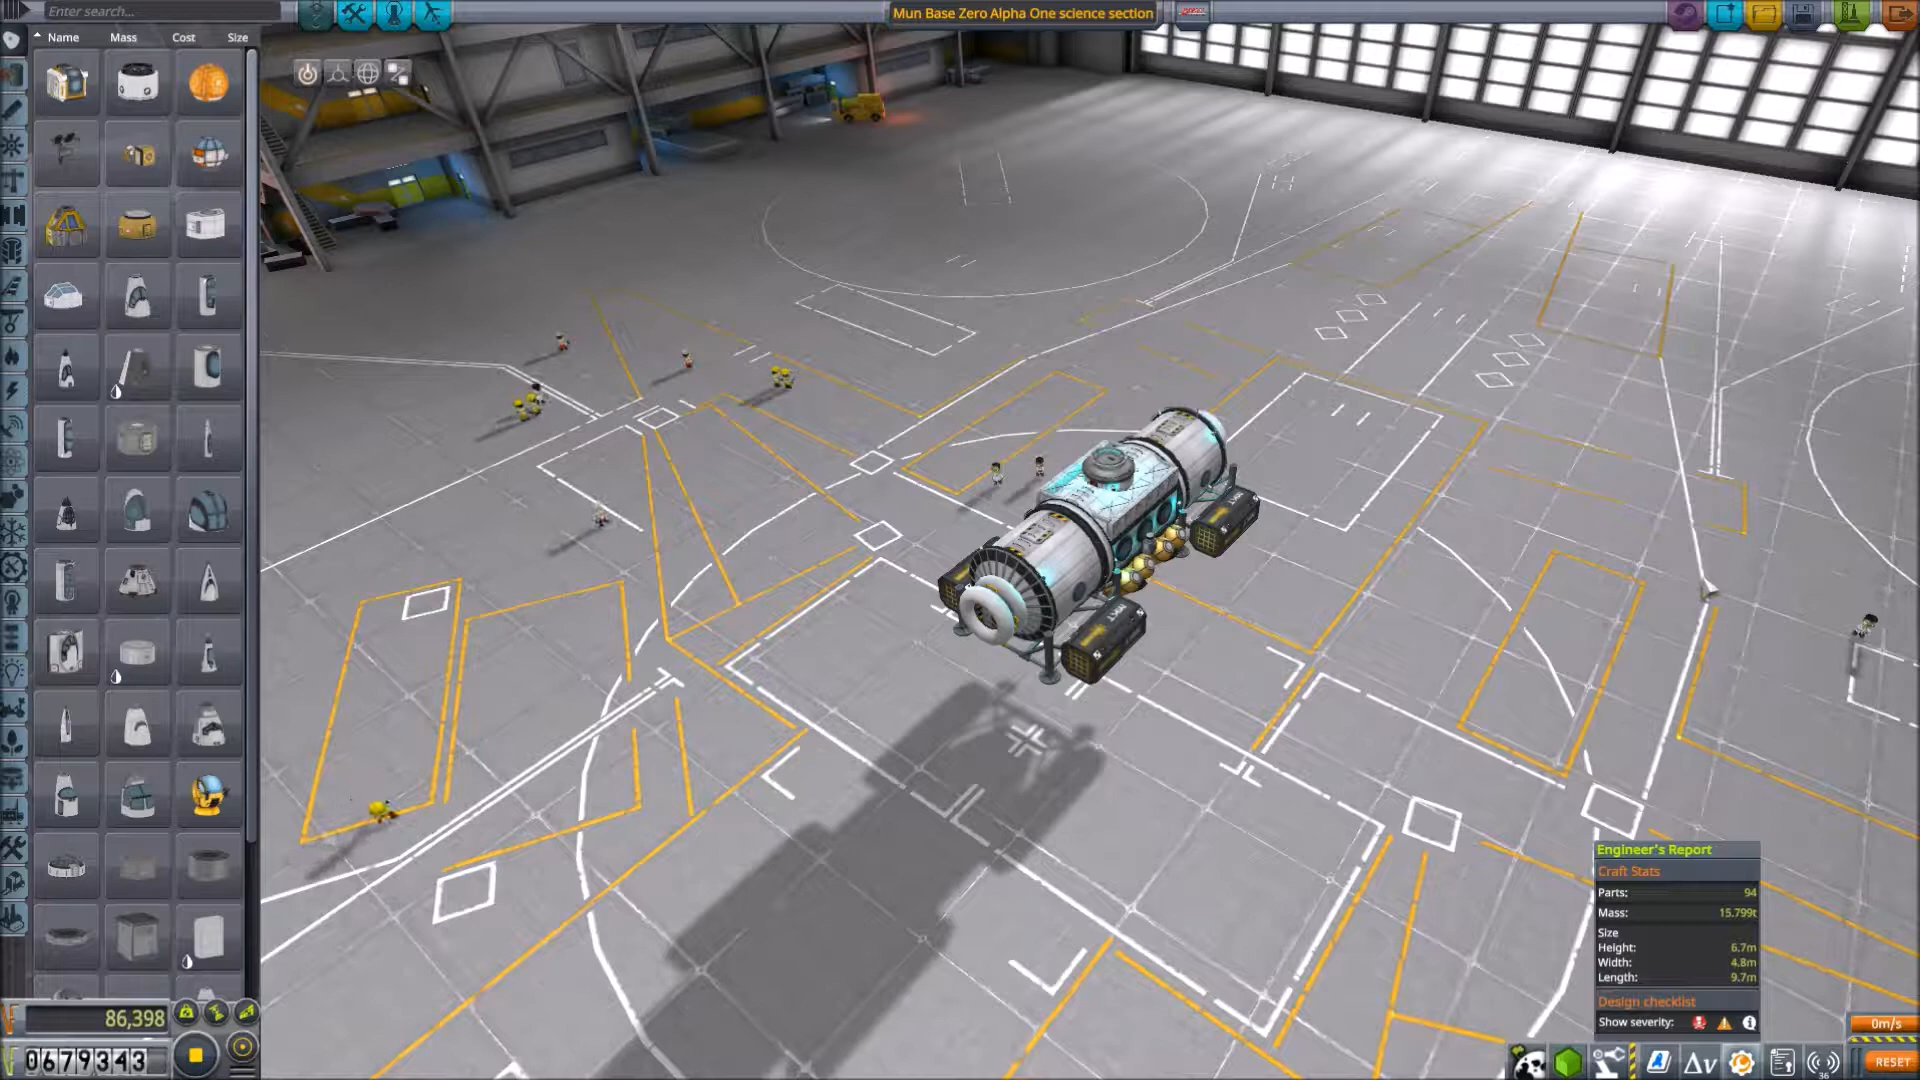 Enter search...
Mun Base Zero Alpha One science section
Name Mass Cost Size
Engineer's Report
Craft Stats
Parts: 94
Mass: 15.799t
Size
Height: 6.7m
Width: 4.8m
Length: 9.7m
Design checklist
Show severity:
86,398
0679343
0m/s
Δv
36
RESET